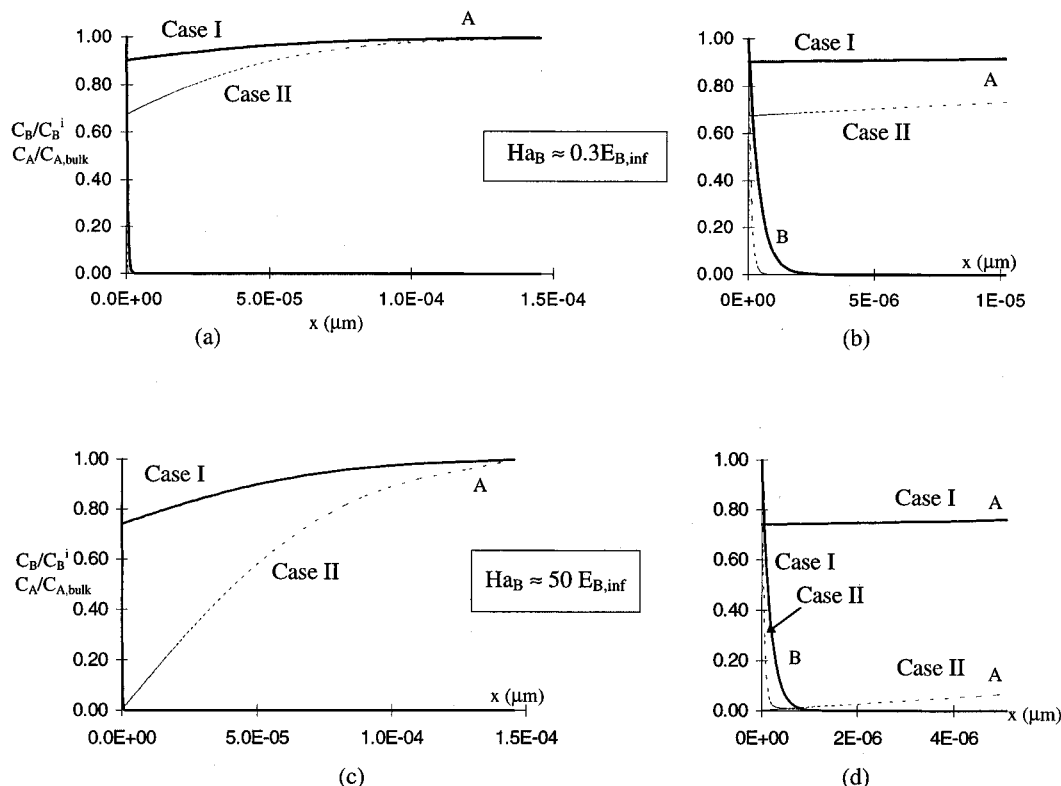 Case I
A
1.00
0.80
Case II
0.60
C_B/C_B^i
C_A/C_A,bulk
0.40
0.20
0.00
0.0E+00 5.0E-05 1.0E-04 1.5E-04
x (μm)
(a)
Ha_B ≈ 0.3E_B,inf
1.00
Case I
0.80
A
0.60
Case II
0.40
0.20
B
x (μm)
0.00
0E+00 5E-06 1E-05
(b)
1.00
Case I
A
0.80
0.60
C_B/C_B^i
C_A/C_A,bulk
Case II
0.40
0.20
x (μm)
0.00
0.0E+00 5.0E-05 1.0E-04 1.5E-04
(c)
Ha_B ≈ 50 E_B,inf
1.00
Case I A
0.80
Case I
0.60
Case II
0.40
0.20
B
Case II A
x (μm)
0.00
0E+00 2E-06 4E-06
(d)